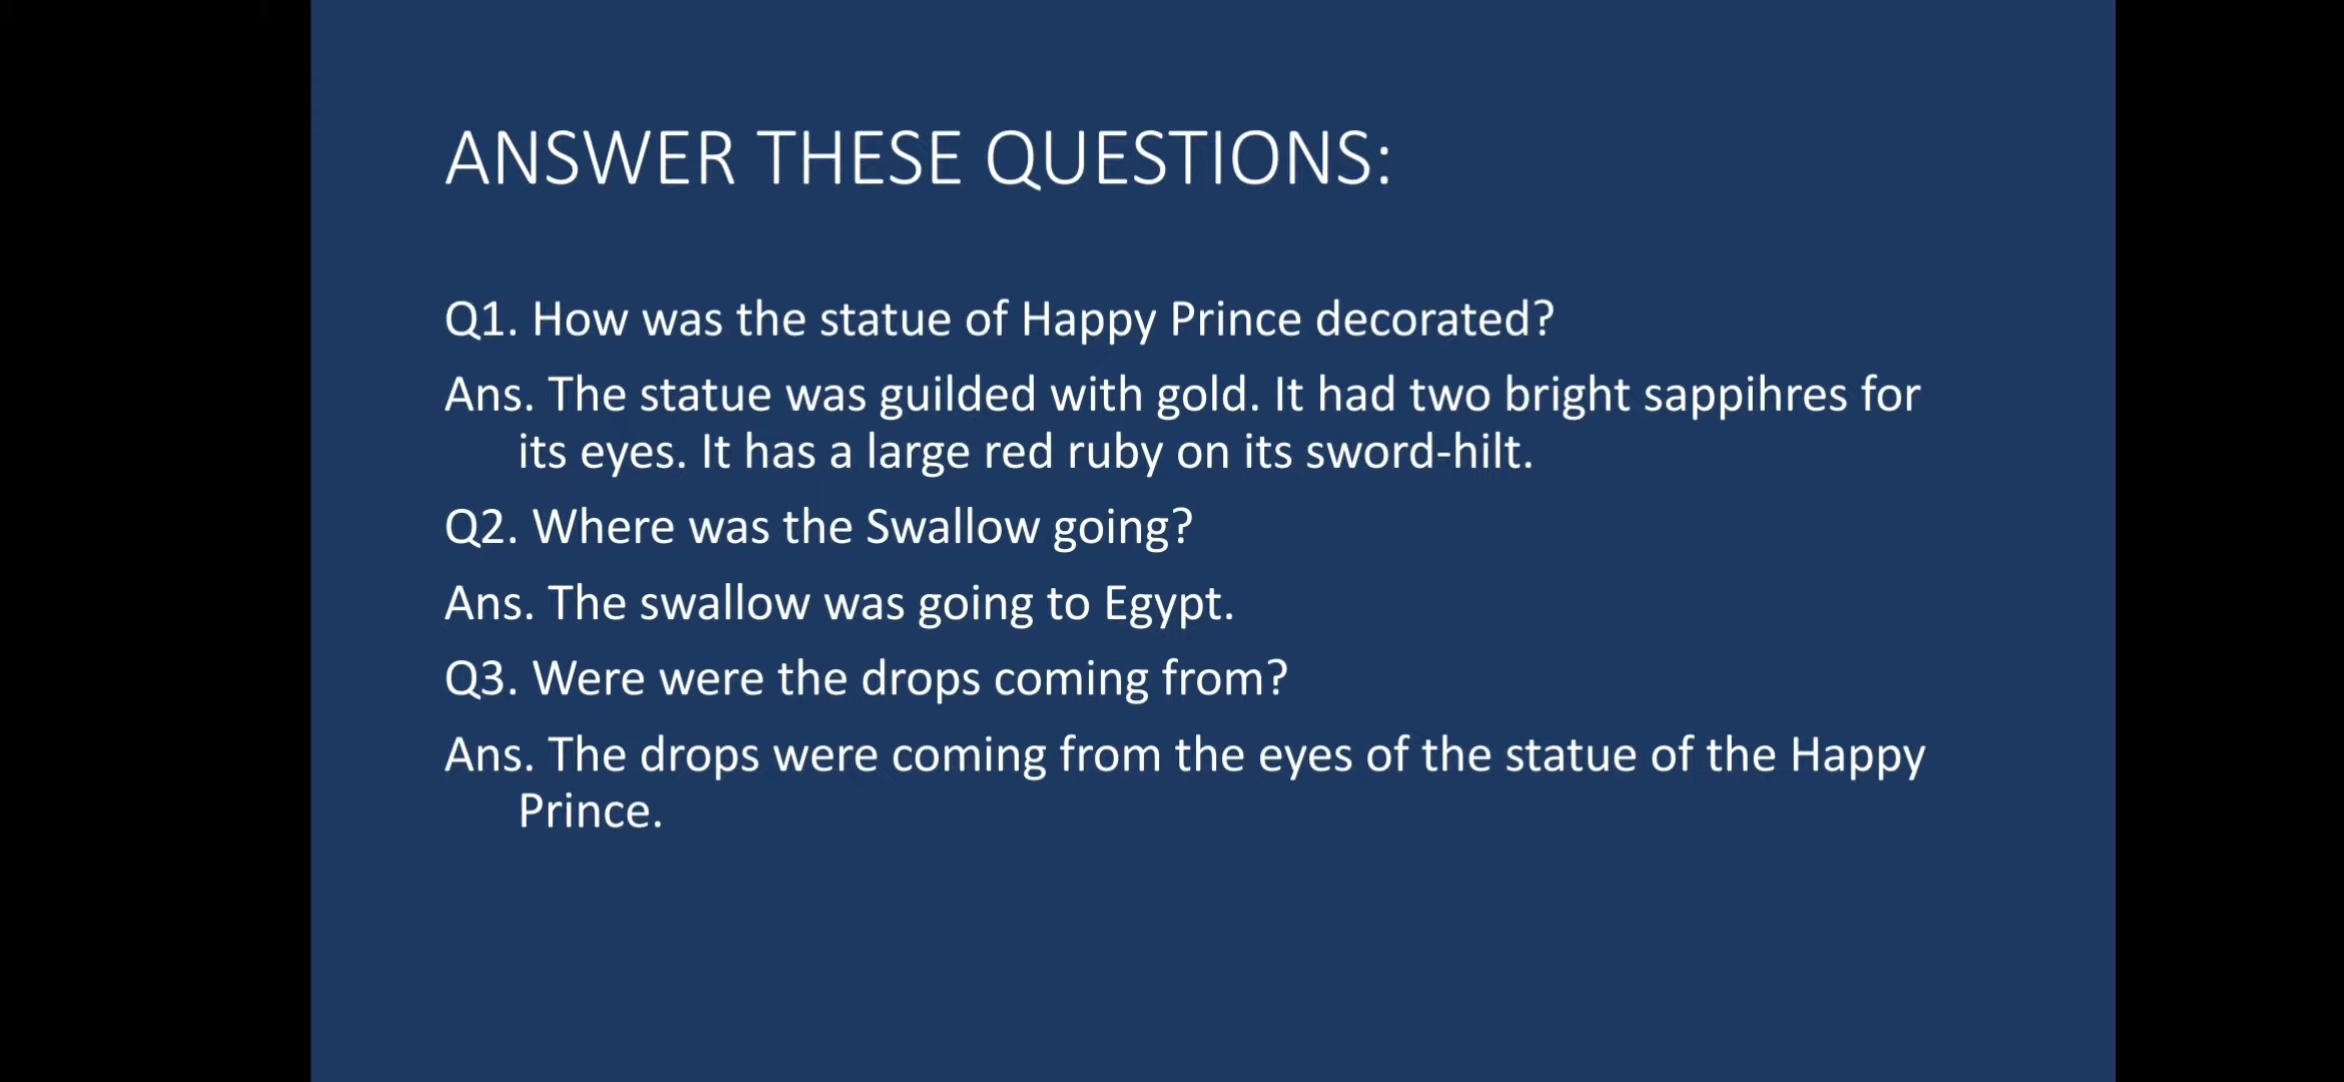 ANSWER THESE QUESTIONS:
Q1. How was the statue of Happy Prince decorated?
Ans. The statue was guilded with gold. It had two bright sappihres for
its eyes. It has a large red ruby on its sword-hilt.
Q2. Where was the Swallow going?
Ans. The swallow was going to Egypt.
Q3. Were were the drops coming from?
Ans. The drops were coming from the eyes of the statue of the Happy
Prince.